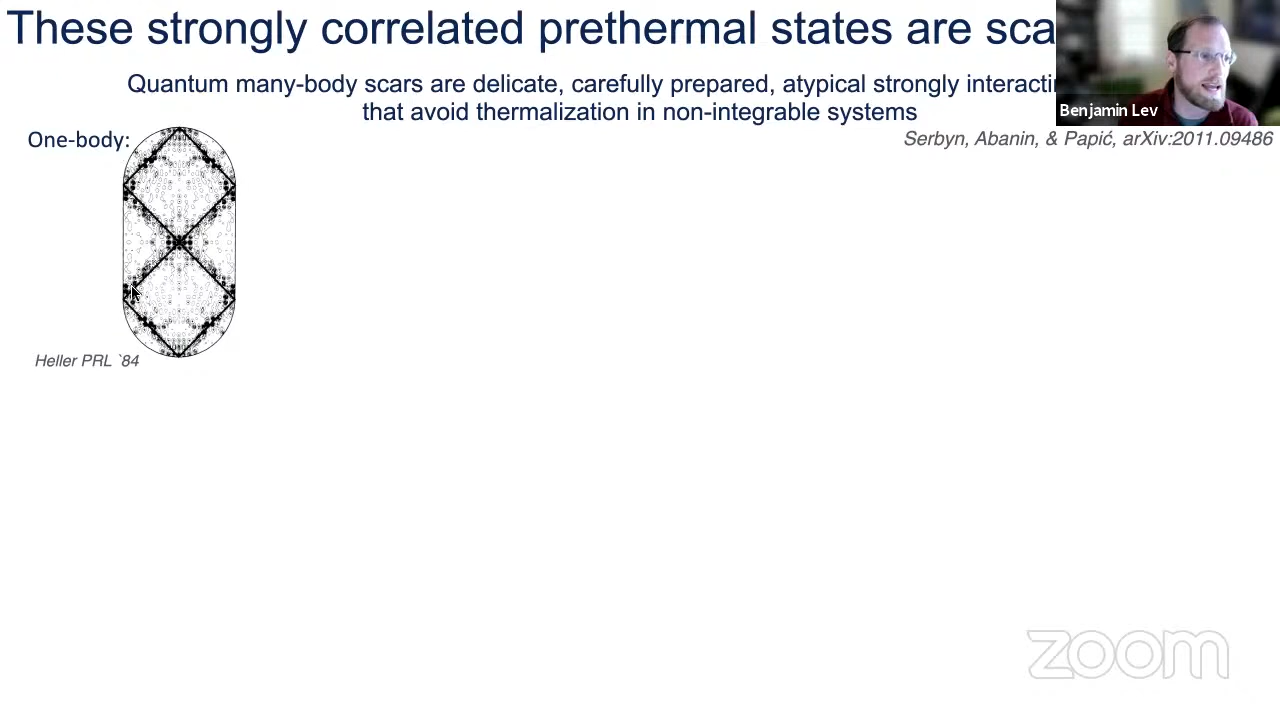 These strongly correlated prethermal states are sca
Quantum many-body scars are delicate, carefully prepared, atypical strongly interactin
that avoid thermalization in non-integrable systems
Benjamin Lev
One-body:
Serbyn, Abanin, & Papić, arXiv:2011.09486
Heller PRL `84
zoom